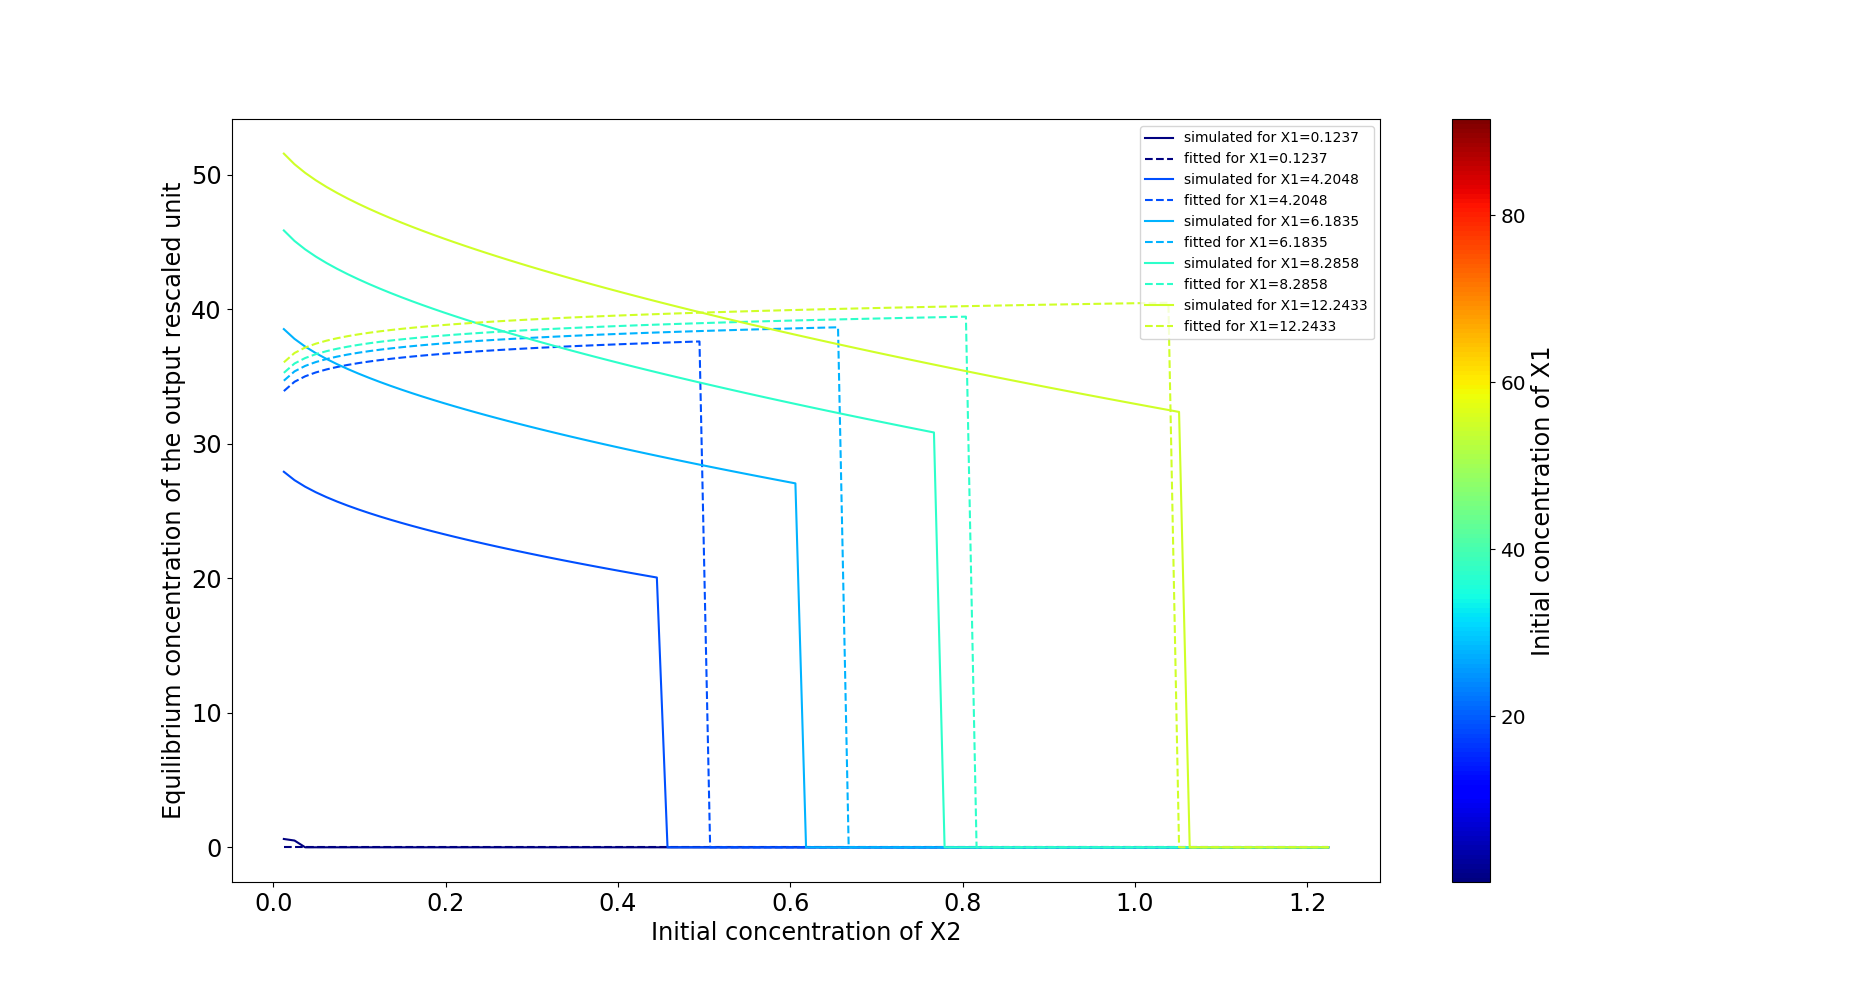 Equilibrium concentration of the output rescaled unit
50
40
30
20
10
0
0.0 0.2 0.4 0.6 0.8 1.0 1.2
Initial concentration of X2
simulated for X1=0.1237
fitted for X1=0.1237
simulated for X1=4.2048
fitted for X1=4.2048
simulated for X1=6.1835
fitted for X1=6.1835
simulated for X1=8.2858
fitted for X1=8.2858
simulated for X1=12.2433
fitted for X1=12.2433
80
60
40
20
Initial concentration of X1